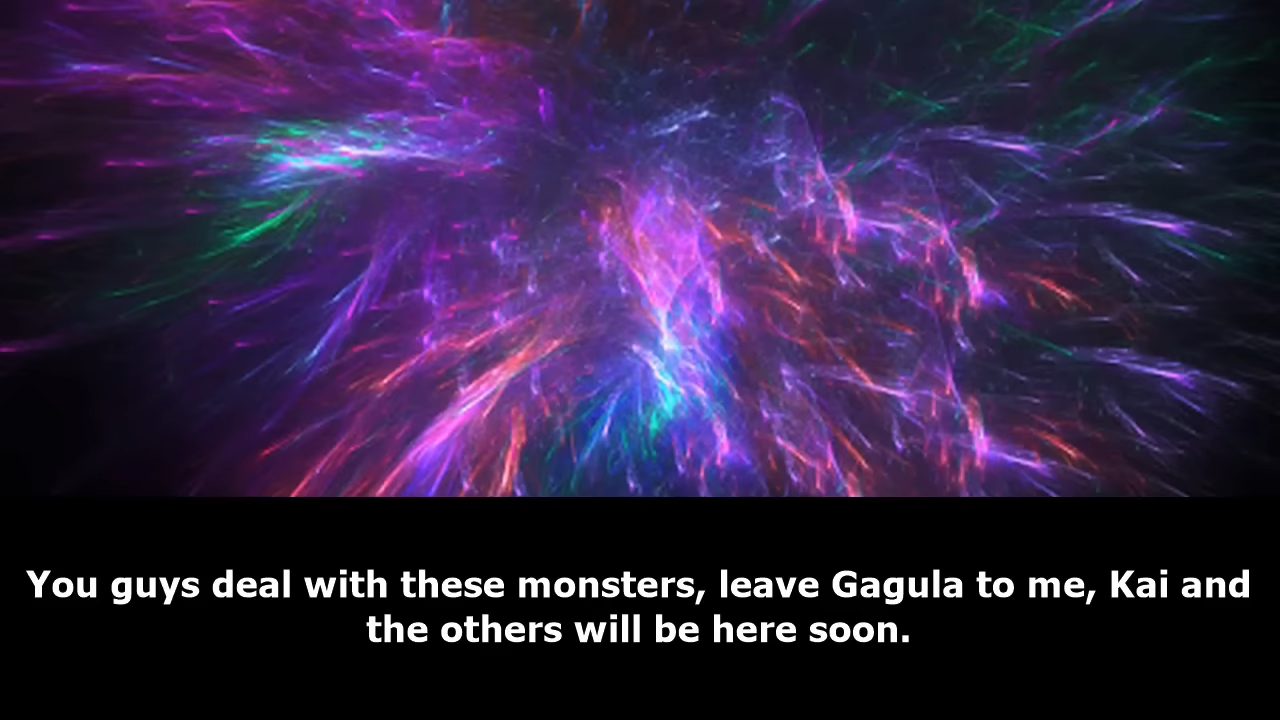 You guys deal with these monsters, leave Gagula to me, Kai and
the others will be here soon.